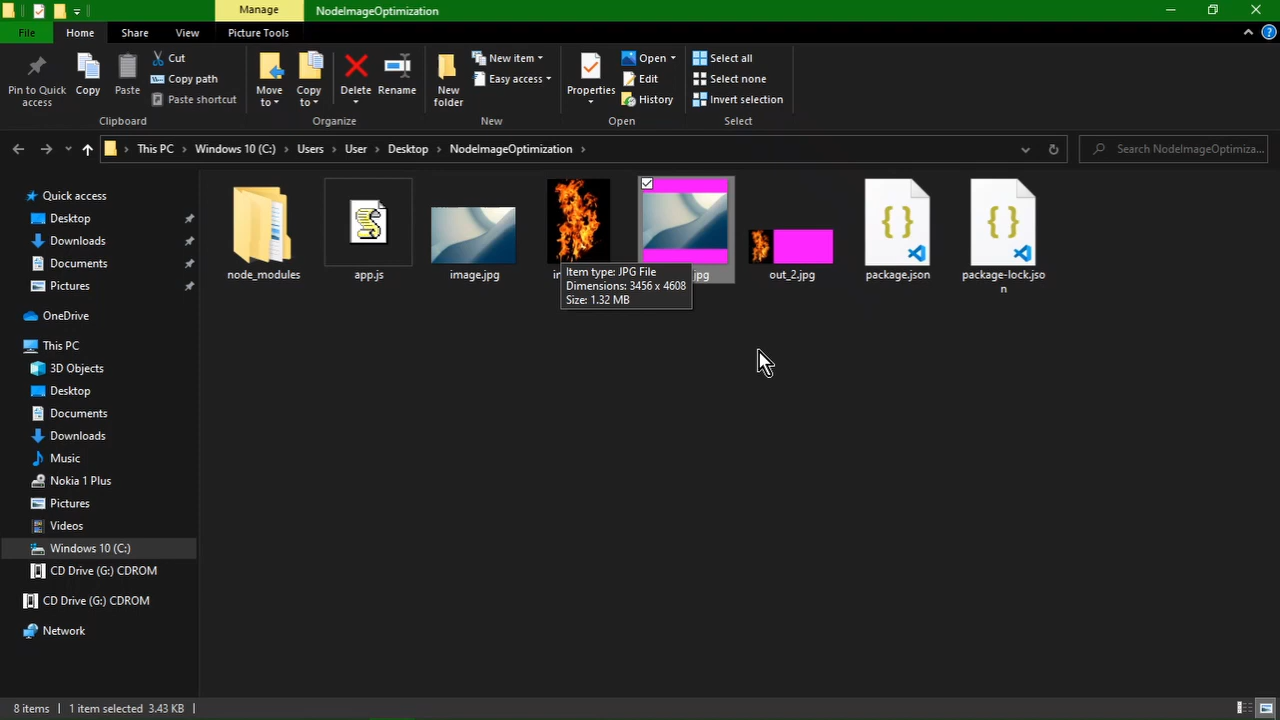 Manage
NodeImageOptimization
File
Home
Share
View
Picture Tools
Pin to Quick
access
Copy
Paste
Cut
Copy path
Paste shortcut
Clipboard
Move
to
Copy
to
Delete
Rename
Organize
New
folder
New item
Easy access
New
Properties
Open
Edit
History
Open
Select all
Select none
Invert selection
Select
This PC
Windows 10 (C:)
Users
User
Desktop
NodeImageOptimization
Search NodeImageOptimiza...
Quick access
Desktop
Downloads
Documents
Pictures
OneDrive
This PC
3D Objects
Desktop
Documents
Downloads
Music
Nokia 1 Plus
Pictures
Videos
Windows 10 (C:)
CD Drive (G:) CDROM
CD Drive (G:) CDROM
Network
node_modules
app.js
image.jpg
jpg
out_2.jpg
package.json
package-lock.jso
n
Item type: JPG File
Dimensions: 3456 x 4608
Size: 1.32 MB
8 items
1 item selected 3.43 KB